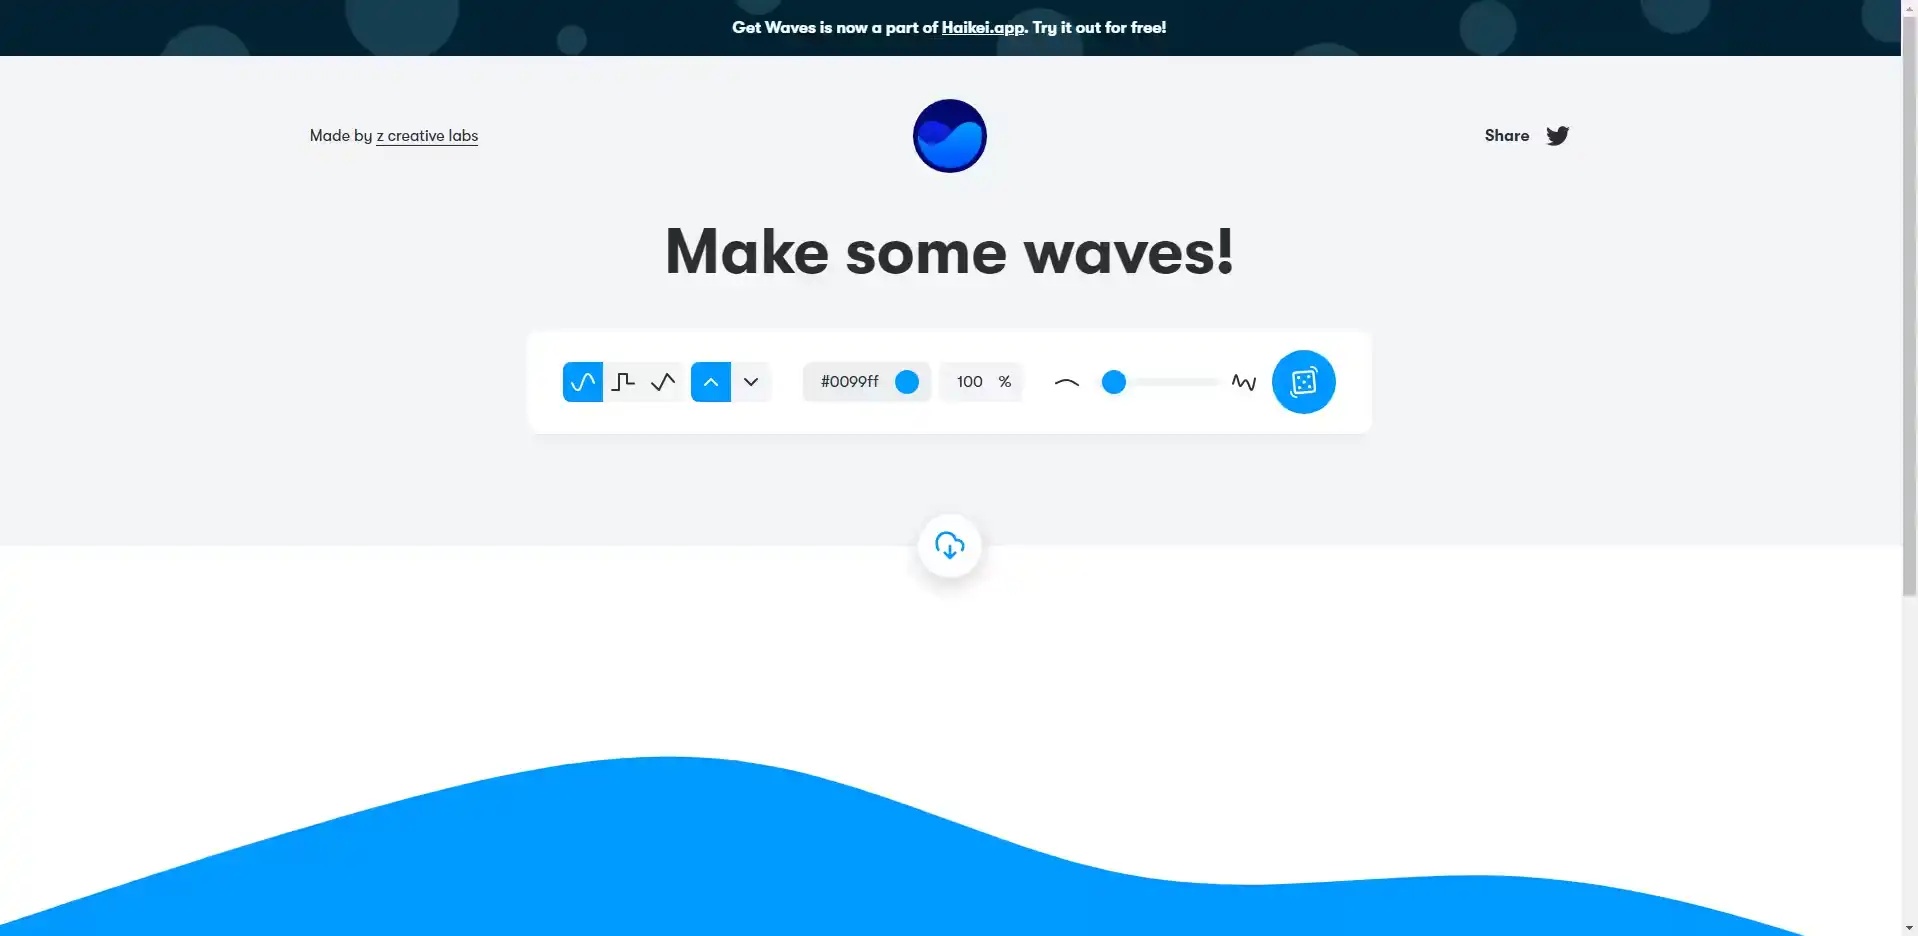 Get Waves is now a part of Haikei.app. Try it out for free!
Made by z creative labs
Share
Make some waves!
#0099ff
100 %